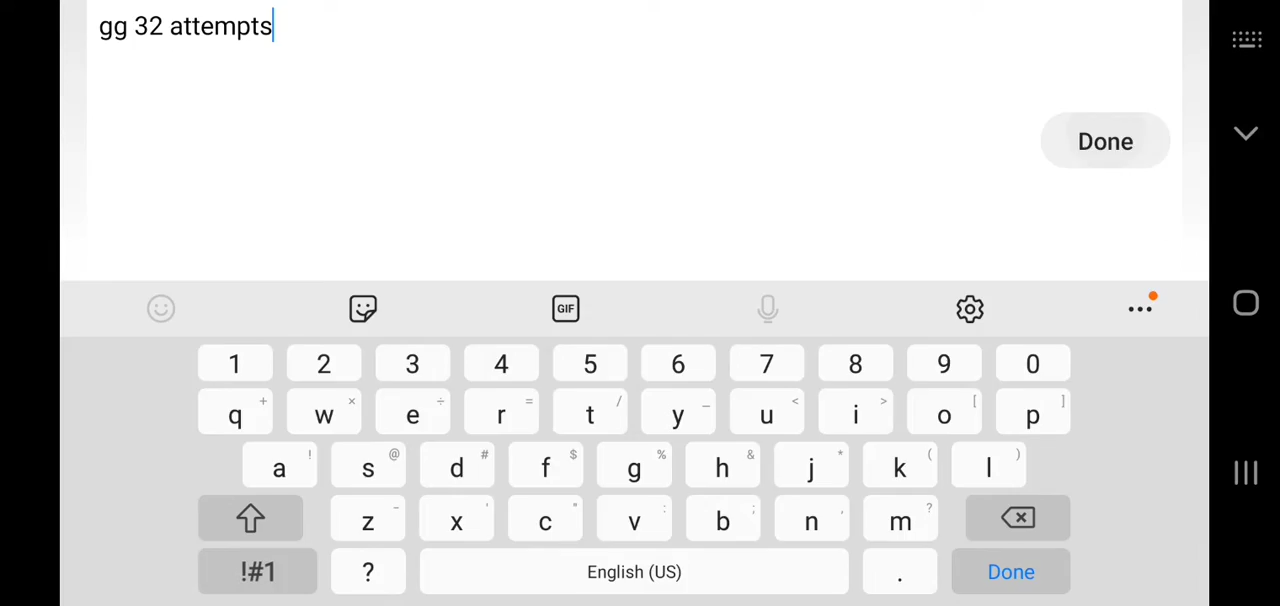 gg 32 attempts
Done
GIF
1 2 3 4 5 6 7 8 9 0
q + w × e ÷ r = t / y _ u < i > o [ p ]
a ! s @ d # f $ g % h & j * k ( l )
z - x ' c " v : b ; n , m ?
!#1 ? English (US) . Done